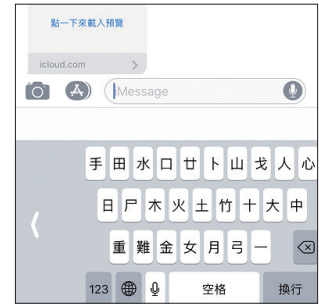 點一下來載入預覽
icloud.com
iMessage
手 田 水 口 廿 卜 山 戈 人 心
日 尸 木 火 土 竹 十 大 中
重 難 金 女 月 弓 一
123 空格 換行